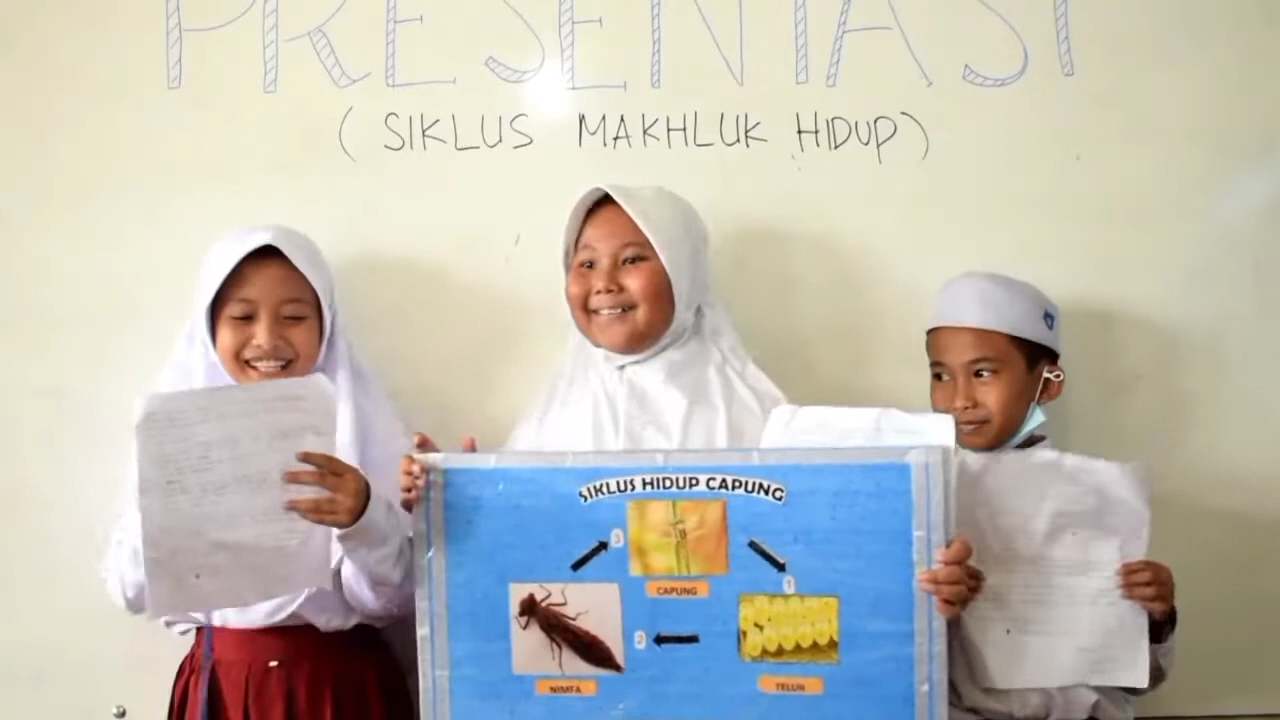 PRESENTASI
( SIKLUS MAKHLUK HIDUP)
SIKLUS HIDUP CAPUNG
3
CAPUNG
1
2
NIMFA
TELUR